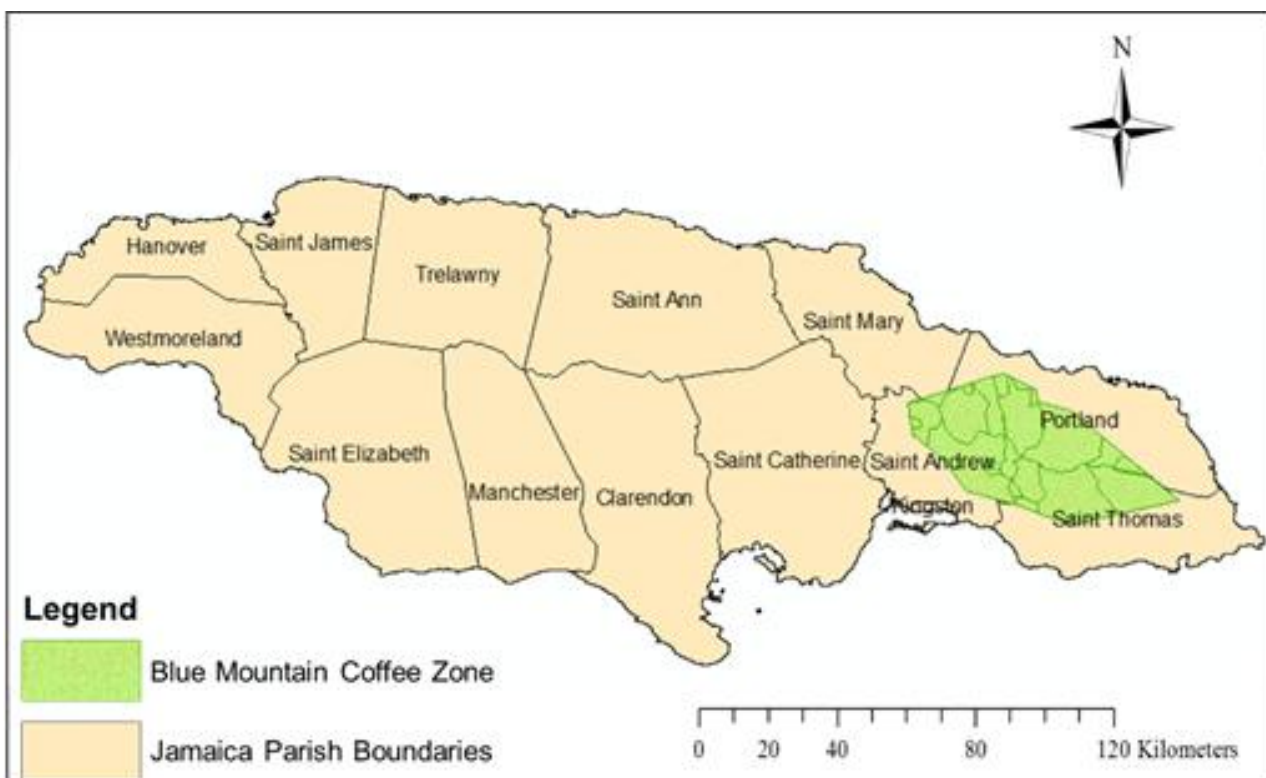 N
Hanover
Saint James
Trelawny
Saint Ann
Saint Mary
Westmoreland
Portland
Saint Elizabeth
Manchester
Clarendon
Saint Catherine
Saint Andrew
Kingston
Saint Thomas
Legend
Blue Mountain Coffee Zone
Jamaica Parish Boundaries
0 20 40 80 120 Kilometers